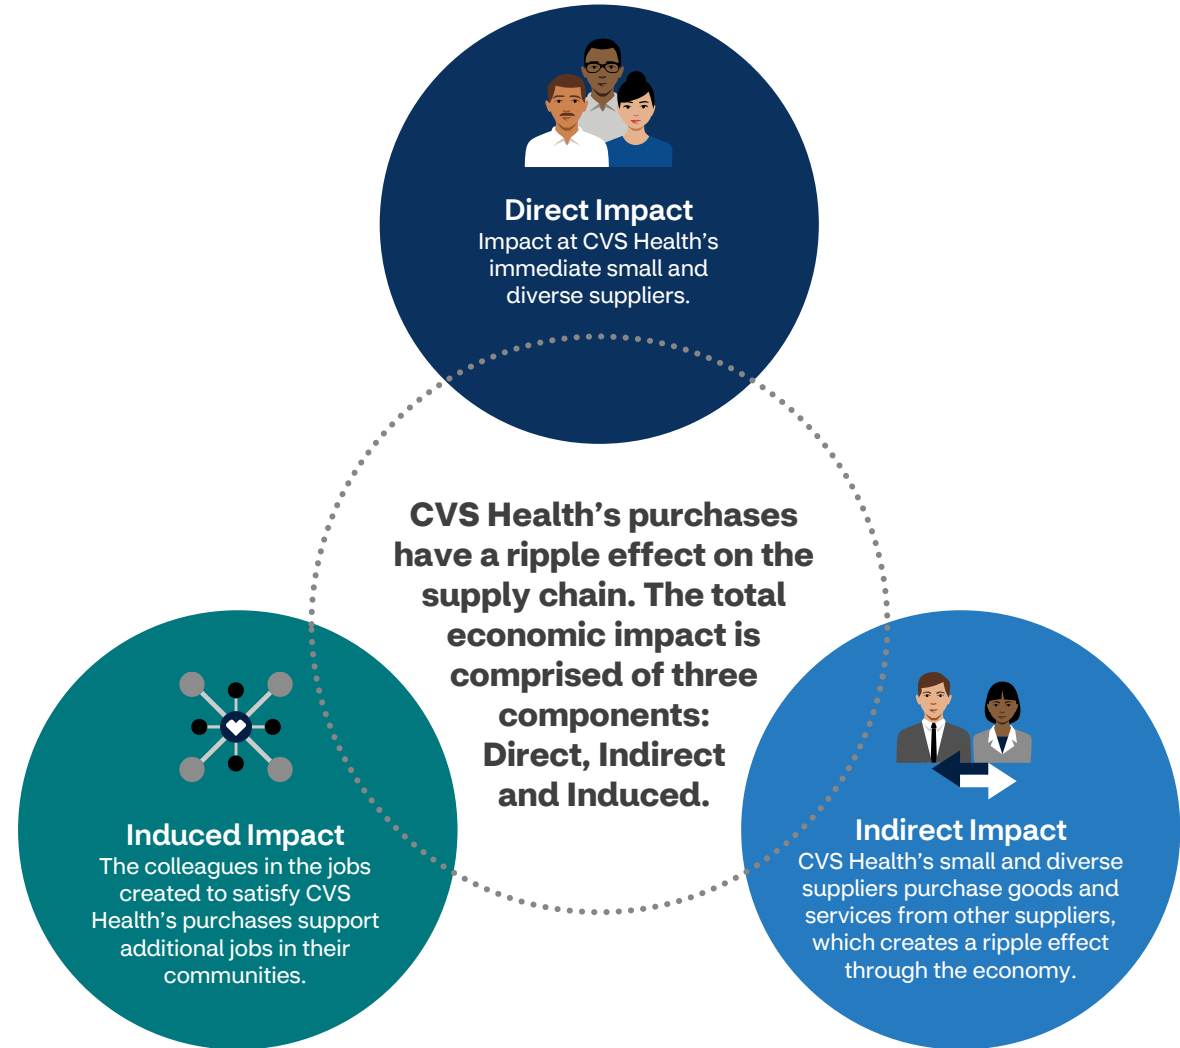 Direct Impact
Impact at CVS Health’s
immediate small and
diverse suppliers.
CVS Health’s purchases
have a ripple effect on the
supply chain. The total
economic impact is
comprised of three
components:
Direct, Indirect
and Induced.
Induced Impact
The colleagues in the jobs
created to satisfy CVS
Health’s purchases support
additional jobs in their
communities.
Indirect Impact
CVS Health’s small and diverse
suppliers purchase goods and
services from other suppliers,
which creates a ripple effect
through the economy.